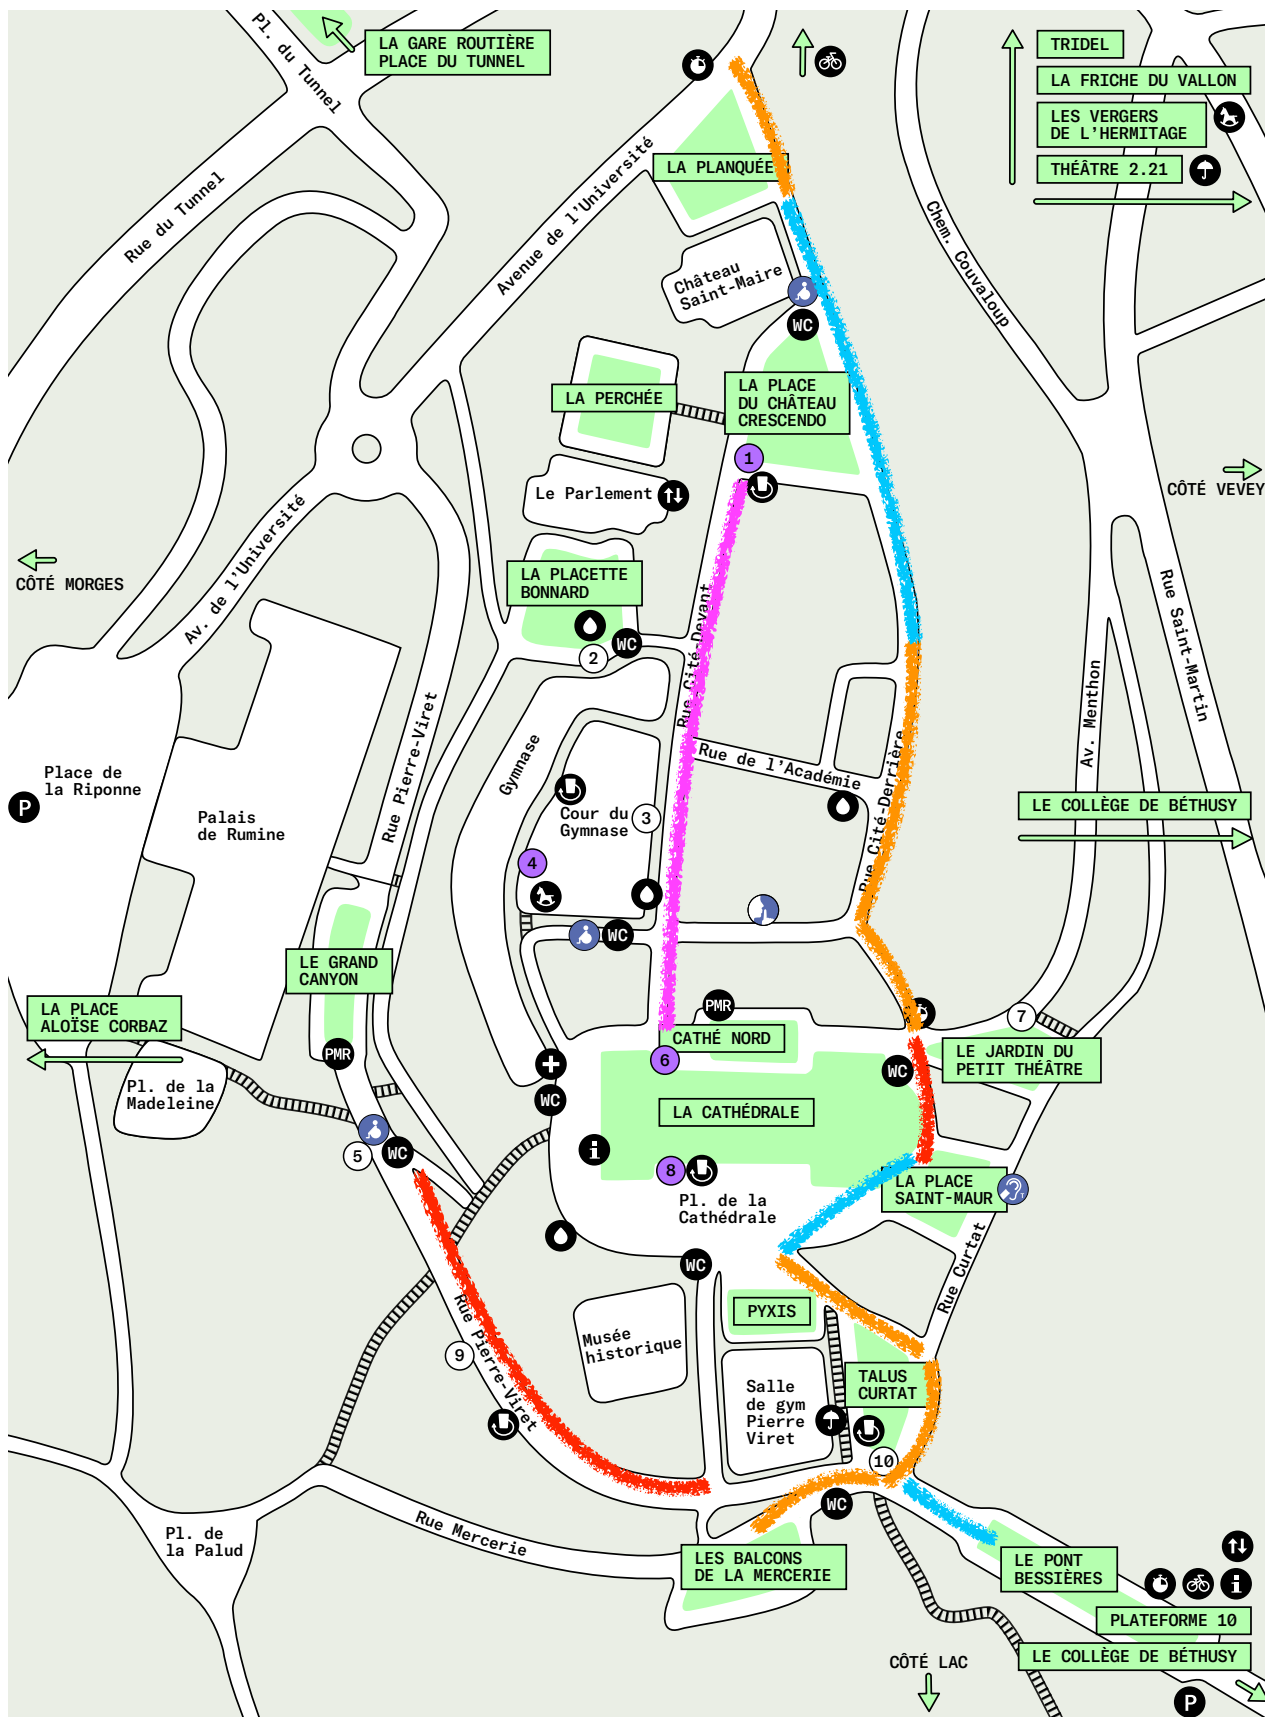 Pl. du Tunnel
LA GARE ROUTIÈRE
PLACE DU TUNNEL
TRIDEL
LA FRICHE DU VALLON
LES VERGERS
DE L'HERMITAGE
THÉÂTRE 2.21
Rue du Tunnel
Avenue de l'Université
LA PLANQUÉE
Château
Saint-Maire
WC
Chem. Couvaloup
LA PERCHÉE
LA PLACE
DU CHÂTEAU
CRESCENDO
1
Le Parlement
CÔTÉ VEVEY
CÔTÉ MORGES
Av. de l'Université
LA PLACETTE
BONNARD
WC
2
Rue Cité-Devant
Rue Saint-Martin
Av. Menthon
Rue Pierre-Viret
Gymnase
Rue de l'Académie
Rue Cité-Derrière
Place de
la Riponne
P
Palais
de Rumine
Cour du
Gymnase
3
4
LE COLLÈGE DE BÉTHUSY
WC
LE GRAND
CANYON
LA PLACE
ALOÏSE CORBAZ
PMR
PMR
CATHÉ NORD
6
7
LE JARDIN DU
PETIT THÉÂTRE
WC
Pl. de la
Madeleine
WC
LA CATHÉDRALE
5
WC
8
Pl. de la
Cathédrale
LA PLACE
SAINT-MAUR
Rue Curtat
WC
PYXIS
Musée
historique
Rue Pierre-Viret
9
Salle
de gym
Pierre
Viret
TALUS
CURTAT
10
WC
Rue Mercerie
Pl. de
la Palud
LES BALCONS
DE LA MERCERIE
LE PONT
BESSIÈRES
PLATEFORME 10
LE COLLÈGE DE BÉTHUSY
CÔTÉ LAC
P